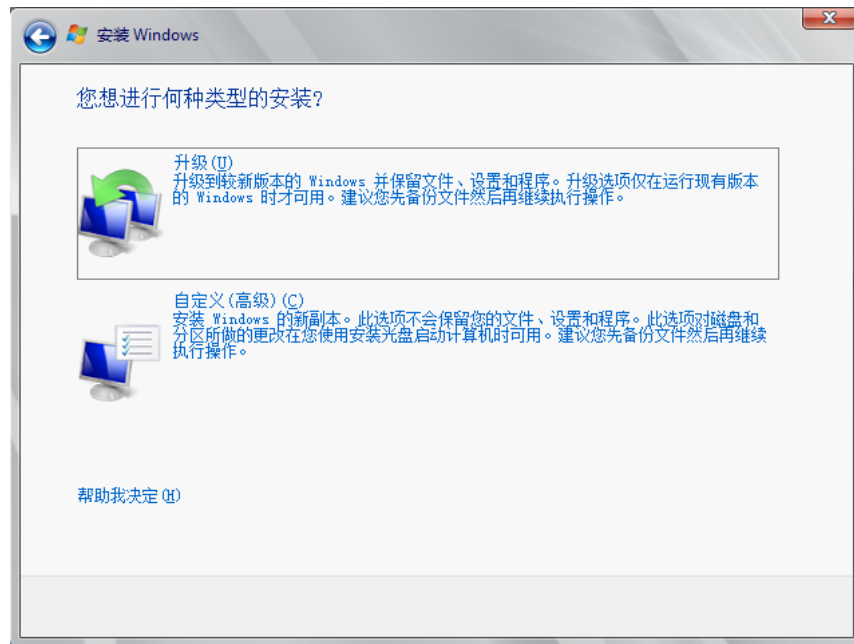 安装 Windows
您想进行何种类型的安装?
升级(U)
升级到较新版本的 Windows 并保留文件、设置和程序。升级选项仅在运行现有版本
的 Windows 时才可用。建议您先备份文件然后再继续执行操作。
自定义(高级)(C)
安装 Windows 的新副本。此选项不会保留您的文件、设置和程序。此选项对磁盘和
分区所做的更改在您使用安装光盘启动计算机时可用。建议您先备份文件然后再继续
执行操作。
帮助我决定(H)